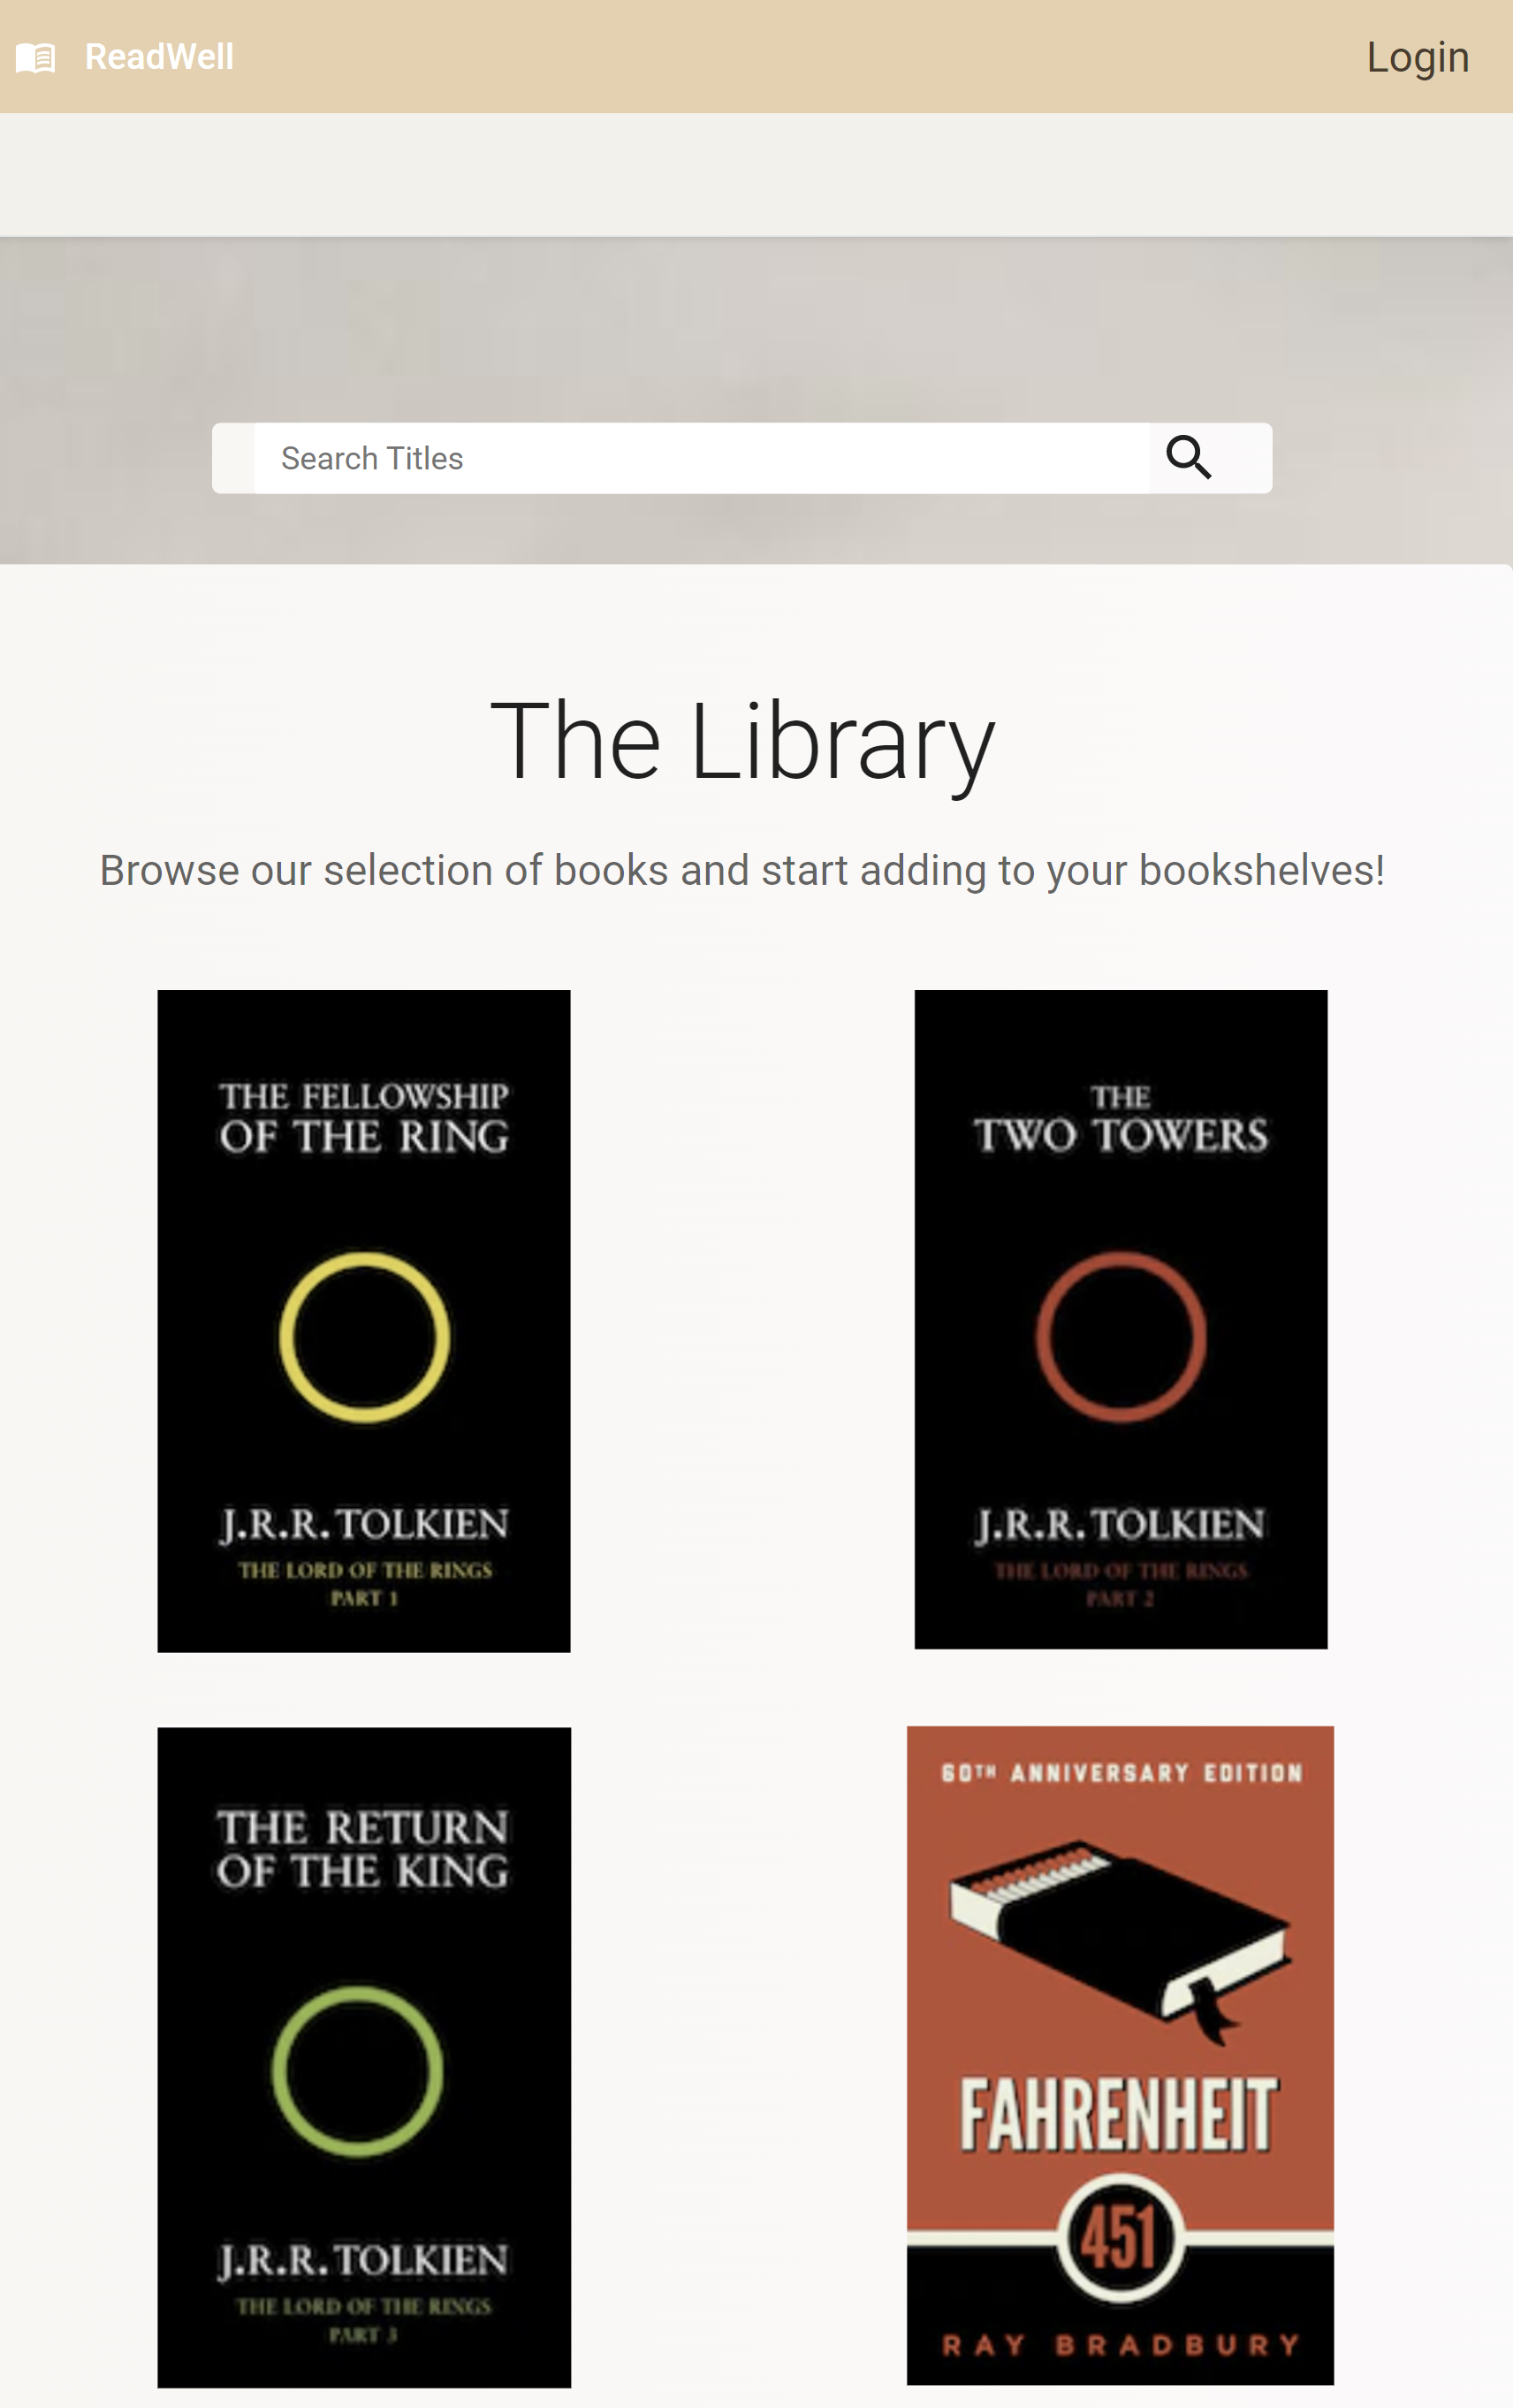 ReadWell
Login
Search Titles
The Library
Browse our selection of books and start adding to your bookshelves!
THE FELLOWSHIP
OF THE RING
J.R.R. TOLKIEN
THE LORD OF THE RINGS
PART 1
THE
TWO TOWERS
J.R.R. TOLKIEN
THE LORD OF THE RINGS
PART 2
THE RETURN
OF THE KING
J.R.R. TOLKIEN
THE LORD OF THE RINGS
PART 3
60TH ANNIVERSARY EDITION
FAHRENHEIT
451
RAY BRADBURY